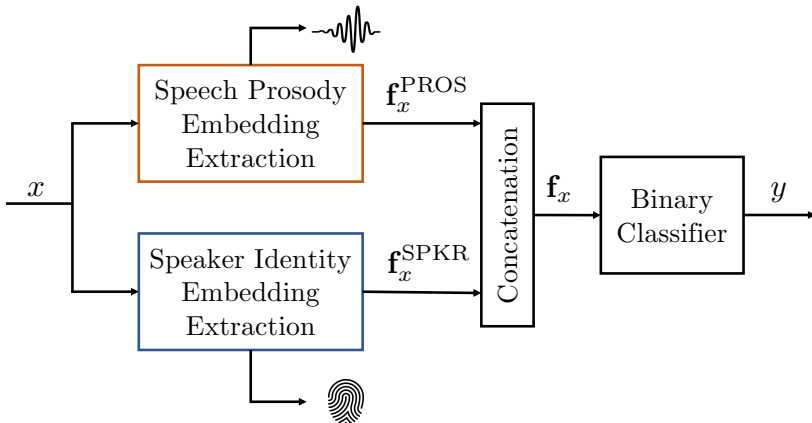 x
Speech Prosody
Embedding
Extraction
f_x^PROS
Speaker Identity
Embedding
Extraction
f_x^SPKR
Concatenation
f_x
Binary
Classifier
y